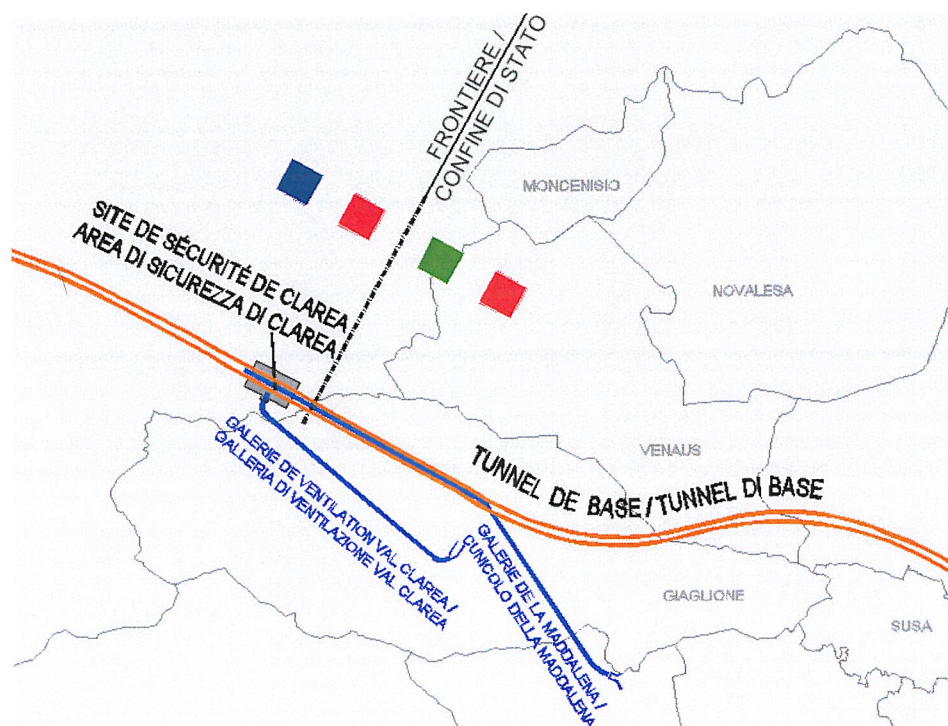 FRONTIERE /
CONFINE DI STATO
MONCENISIO
SITE DE SÉCURITÉ DE CLAREA
AREA DI SICUREZZA DI CLAREA
NOVALESA
GALERIE DE VENTILATION VAL CLAREA /
GALLERIA DI VENTILAZIONE VAL CLAREA
VENAUS
TUNNEL DE BASE / TUNNEL DI BASE
GALERIE DE LA MADDALENA /
CUNICOLO DELLA MADDALENA
GIAGLIONE
SUSA